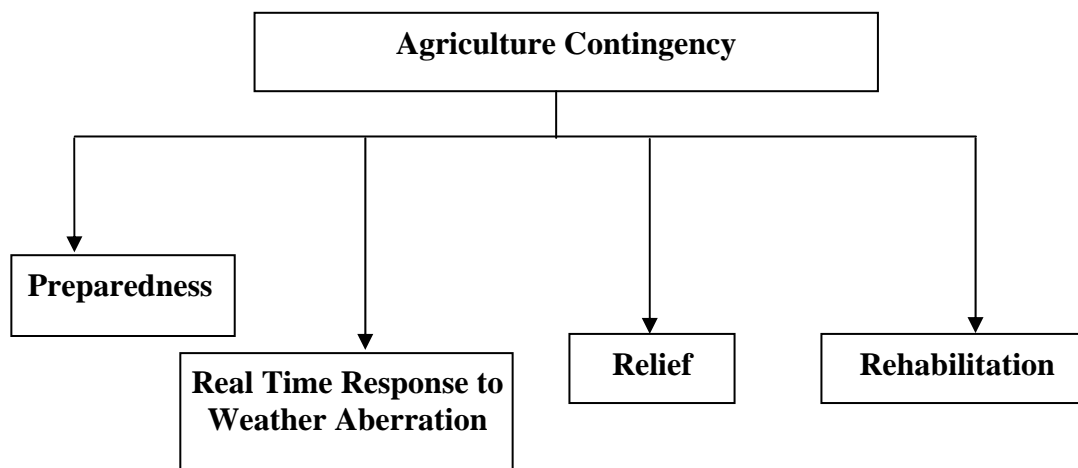 Agriculture Contingency
Preparedness
Real Time Response to
Weather Aberration
Relief
Rehabilitation